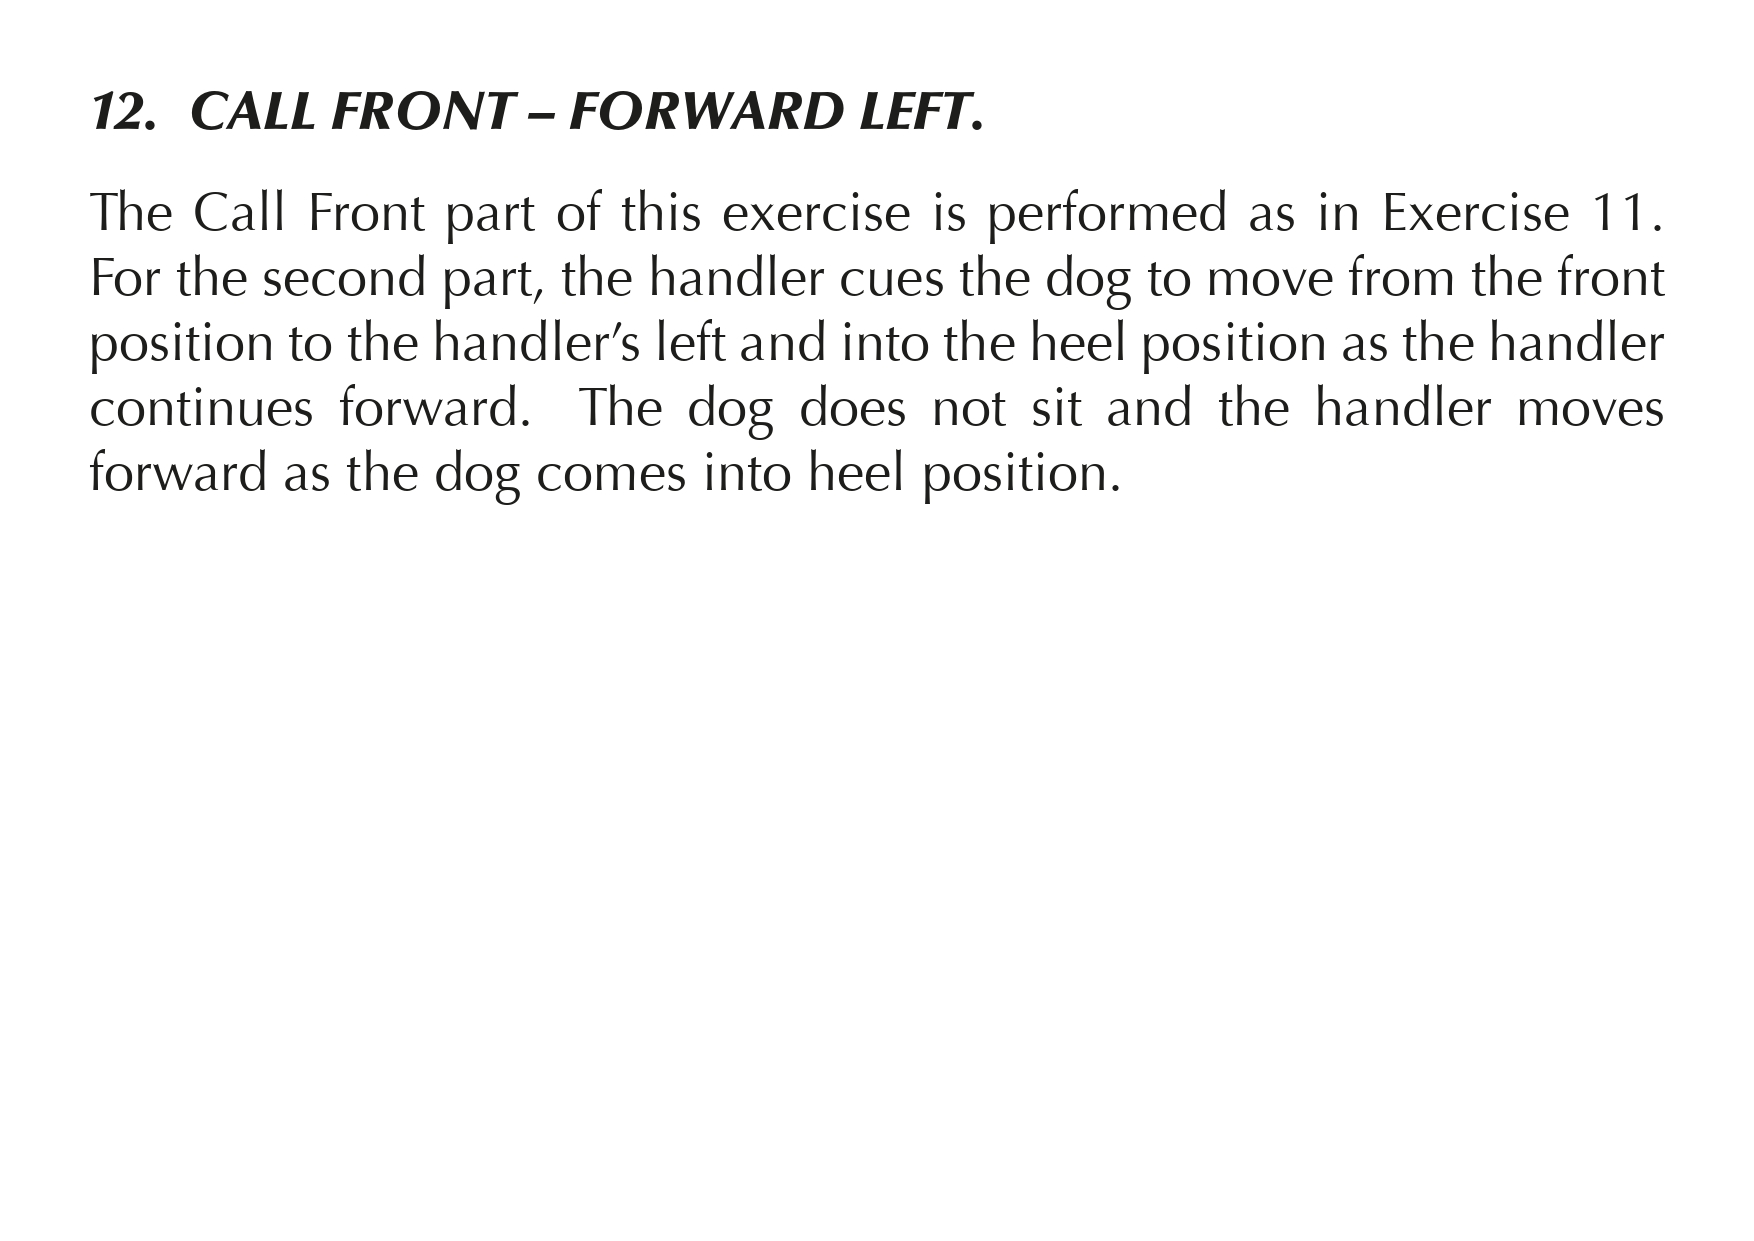 12.  CALL FRONT – FORWARD LEFT.
The Call Front part of this exercise is performed as in Exercise 11.
For the second part, the handler cues the dog to move from the front
position to the handler’s left and into the heel position as the handler
continues forward.  The dog does not sit and the handler moves
forward as the dog comes into heel position.